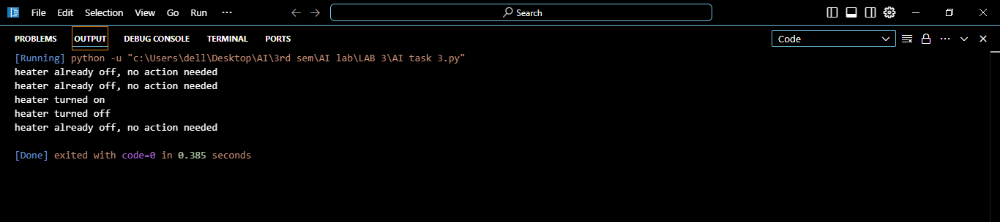 File Edit Selection View Go Run ··· Search
PROBLEMS OUTPUT DEBUG CONSOLE TERMINAL PORTS Code
[Running] python -u "c:\Users\dell\Desktop\AI\3rd sem\AI lab\LAB 3\AI task 3.py"
heater already off, no action needed
heater already off, no action needed
heater turned on
heater turned off
heater already off, no action needed
[Done] exited with code=0 in 0.385 seconds